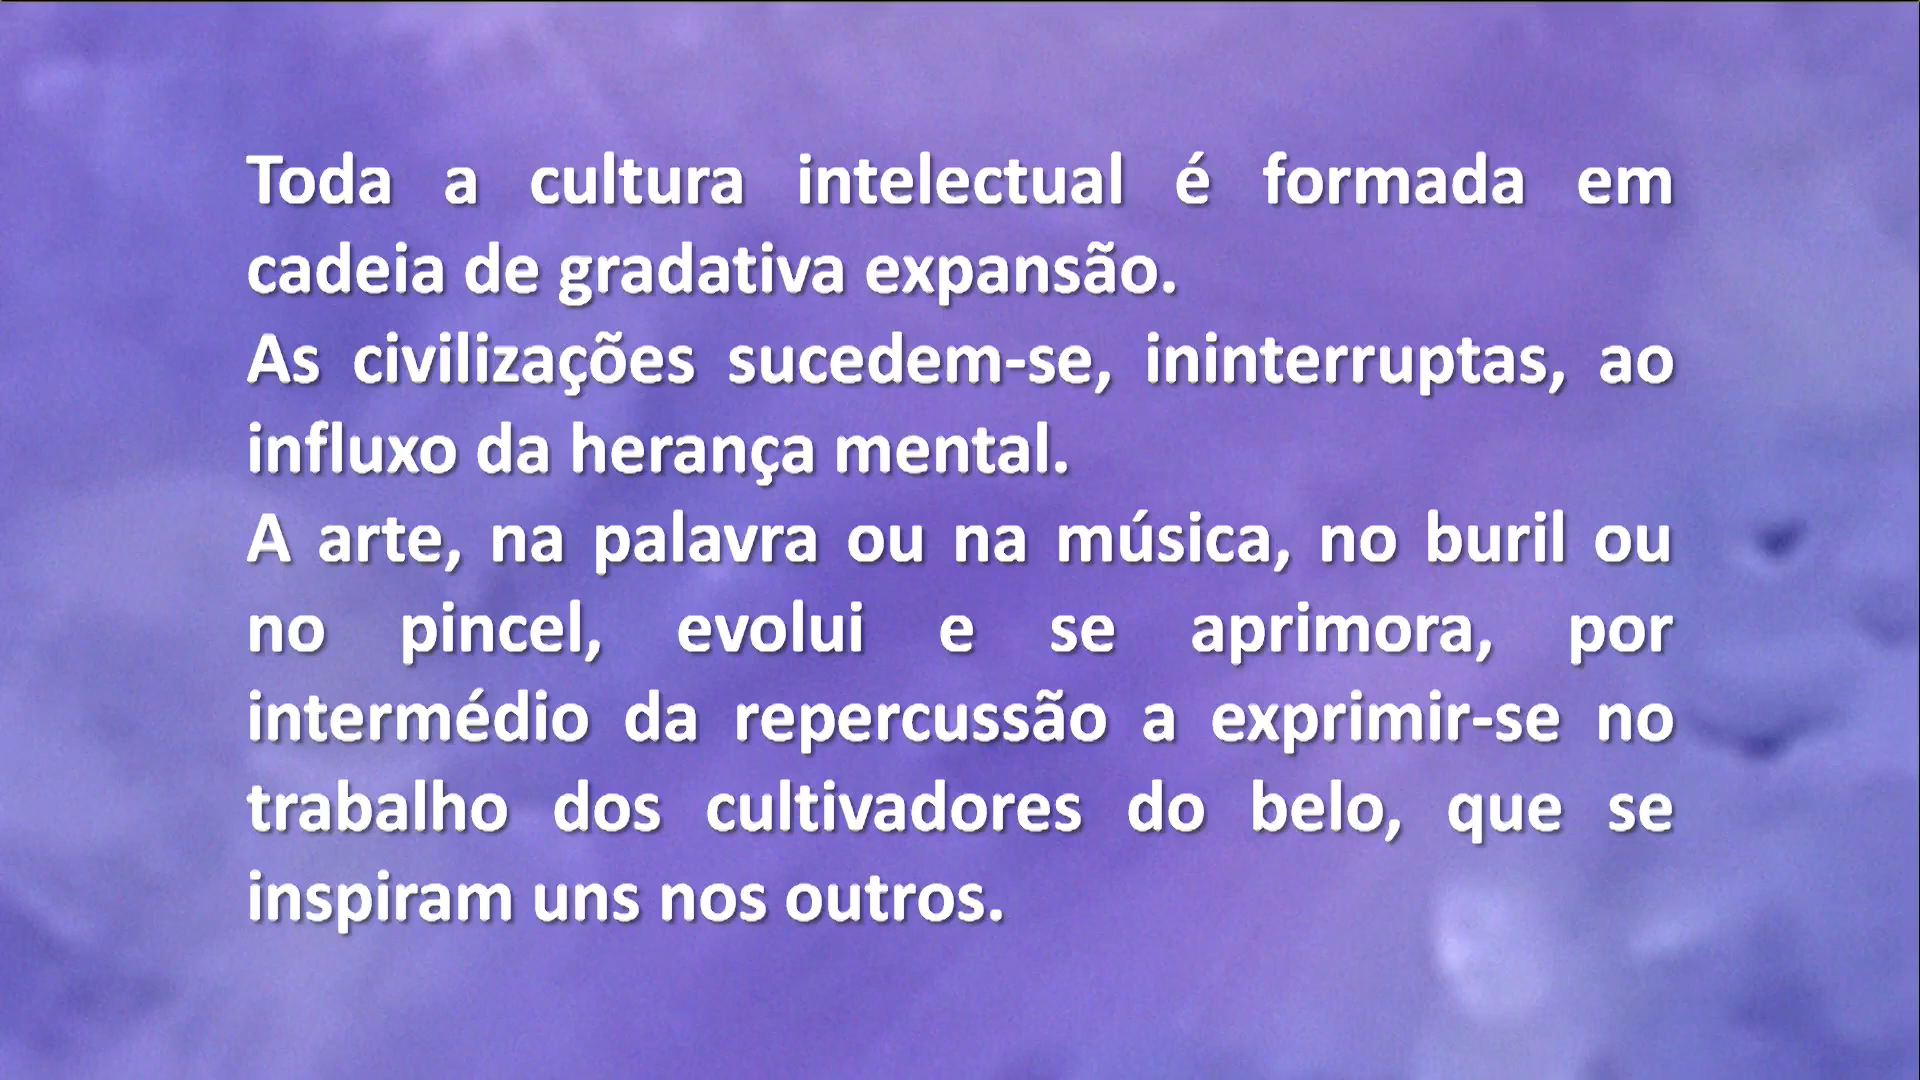 Toda a cultura intelectual é formada em
cadeia de gradativa expansão.
As civilizações sucedem-se, ininterruptas, ao
influxo da herança mental.
A arte, na palavra ou na música, no buril ou
no pincel, evolui e se aprimora, por
intermédio da repercussão a exprimir-se no
trabalho dos cultivadores do belo, que se
inspiram uns nos outros.